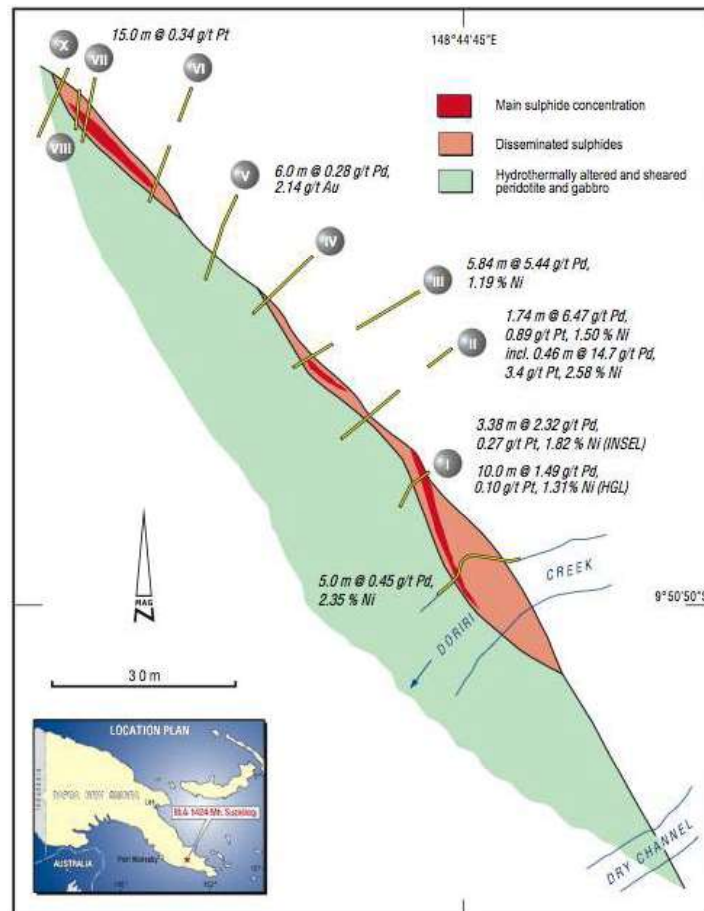 148°44'45"E
X
VII
15.0 m @ 0.34 g/t Pt
VI
VIII
Main sulphide concentration
Disseminated sulphides
Hydrothermally altered and sheared
peridotite and gabbro
V
6.0 m @ 0.28 g/t Pd,
2.14 g/t Au
IV
III
5.84 m @ 5.44 g/t Pd,
1.19 % Ni
II
1.74 m @ 6.47 g/t Pd,
0.89 g/t Pt, 1.50 % Ni
incl. 0.46 m @ 14.7 g/t Pd,
3.4 g/t Pt, 2.58 % Ni
3.38 m @ 2.32 g/t Pd,
0.27 g/t Pt, 1.82 % Ni (INSEL)
I
10.0 m @ 1.49 g/t Pd,
0.10 g/t Pt, 1.31% Ni (HGL)
5.0 m @ 0.45 g/t Pd,
2.35 % Ni
DORIRI CREEK
9°50'50"S
MAG
N
30 m
LOCATION PLAN
PAPUA NEW GUINEA
Mt. Suckling
Port Moresby
AUSTRALIA
DRY CHANNEL